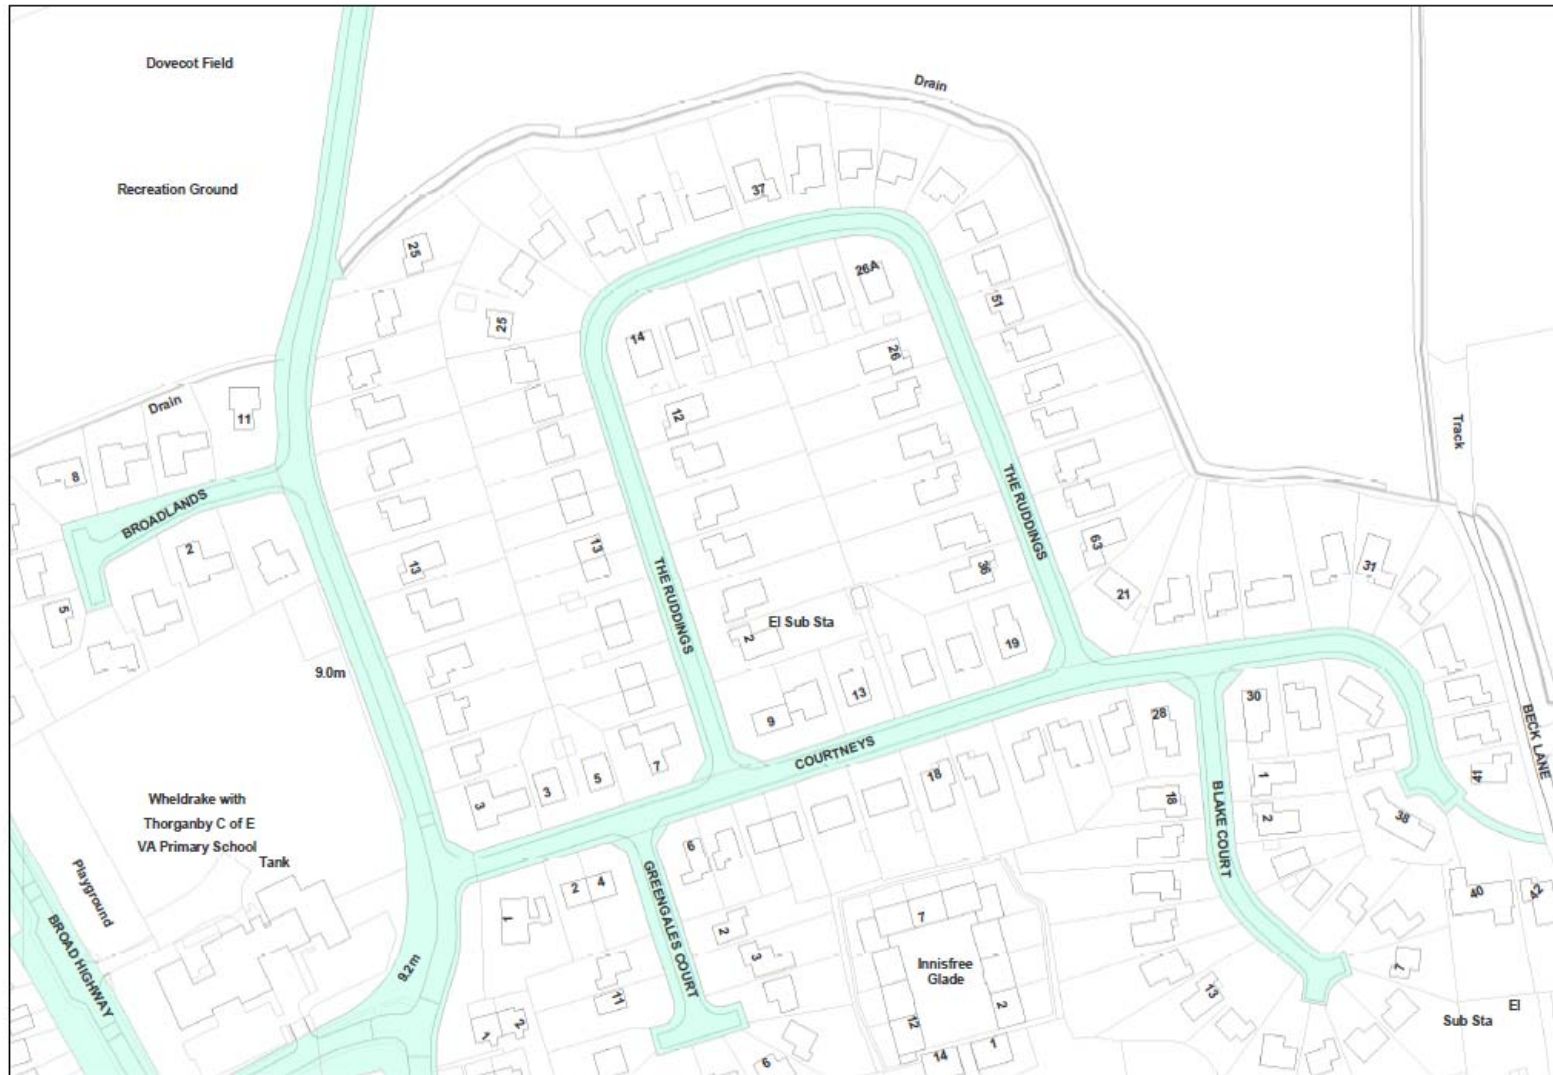 Dovecot Field
Drain
Recreation Ground
37
25
26A
51
25
14
26
Drain
11
12
Track
8
BROADLANDS
THE RUDDINGS
2
13
13
63
THE RUDDINGS
36
31
5
21
El Sub Sta
2
19
9.0m
13
9
30
28
BECK LANE
COURTNEYS
7
5
3
3
18
1
44
BLAKE COURT
18
2
38
Wheldrake with
Thorganby C of E
VA Primary School
Tank
6
Playground
2
4
GREENGALES COURT
40
42
1
7
BROAD HIGHWAY
2
3
9.2m
Innisfree
Glade
7
13
11
2
1
2
12
El
Sub Sta
14
1
6